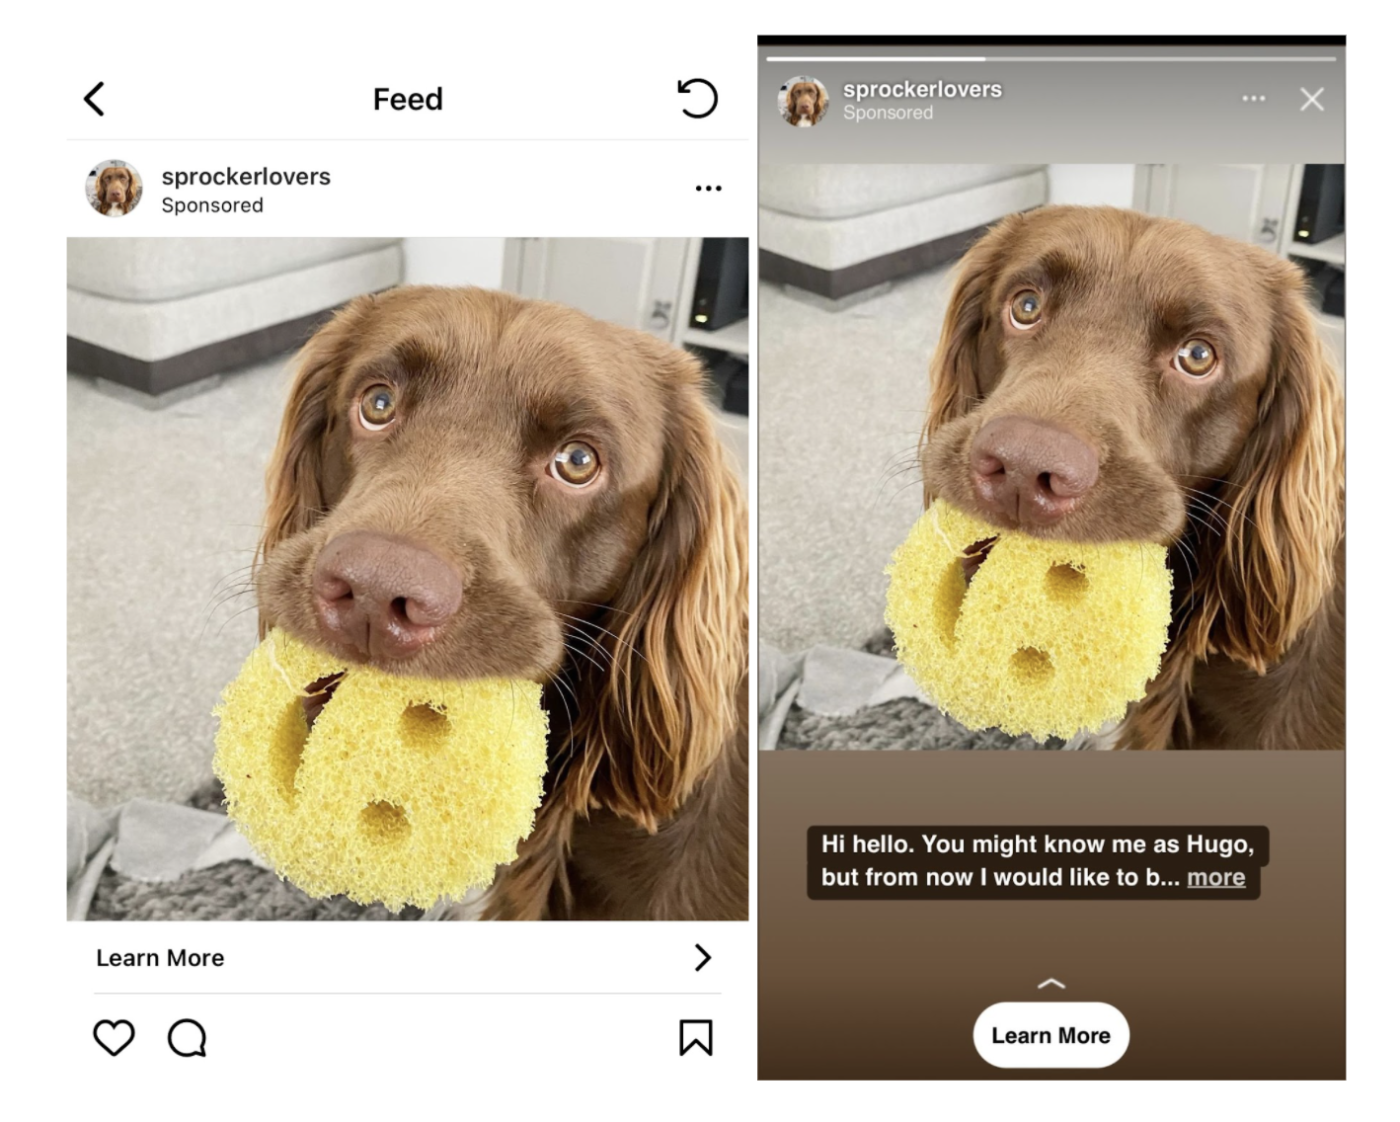 Feed
sprockerlovers
Sponsored
Learn More
sprockerlovers
Sponsored
Hi hello. You might know me as Hugo,
but from now I would like to b... more
Learn More